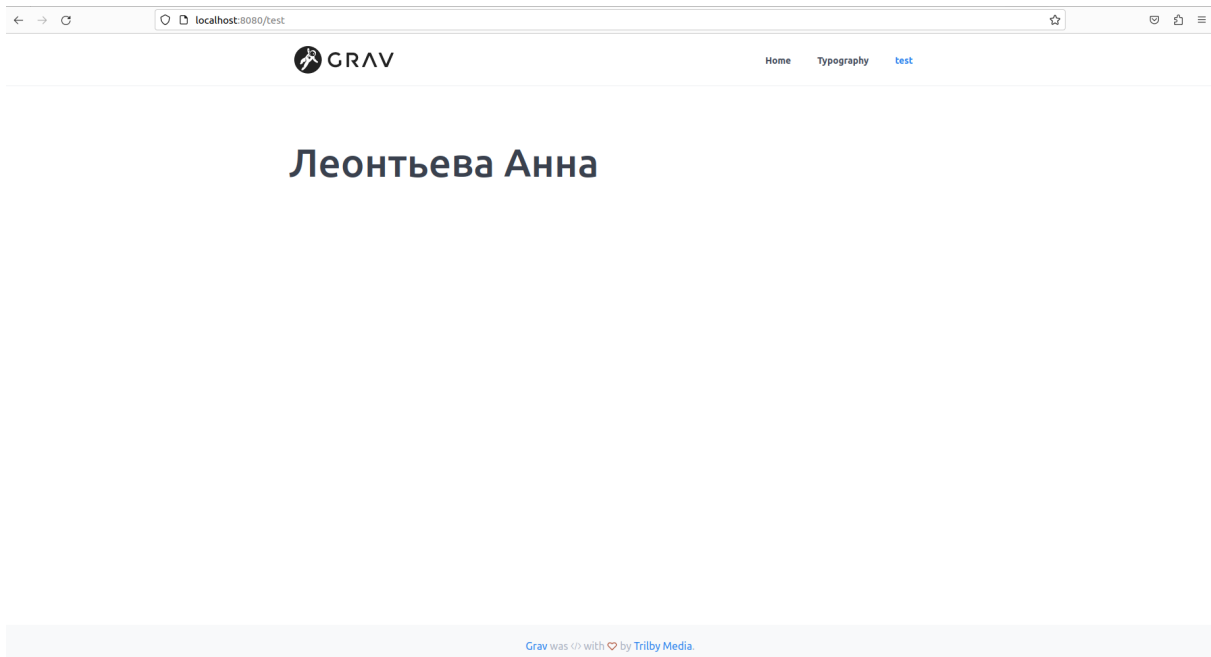 localhost:8080/test
GRAV
Home Typography test
Леонтьева Анна
Grav was </> with ♡ by Trilby Media.